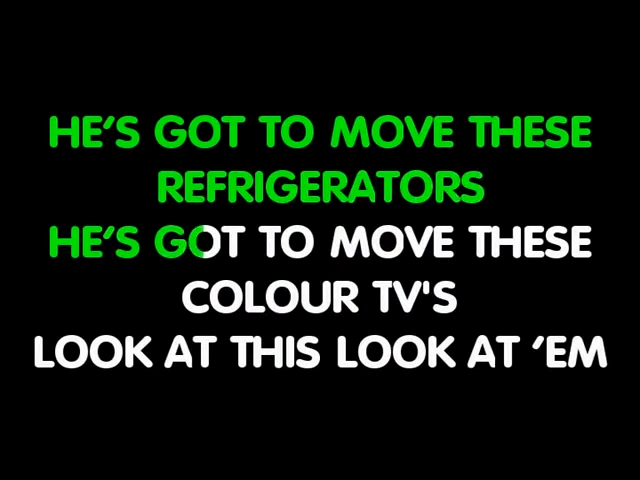 HE'S GOT TO MOVE THESE
REFRIGERATORS
HE'S GOT TO MOVE THESE
COLOUR TV'S
LOOK AT THIS LOOK AT 'EM